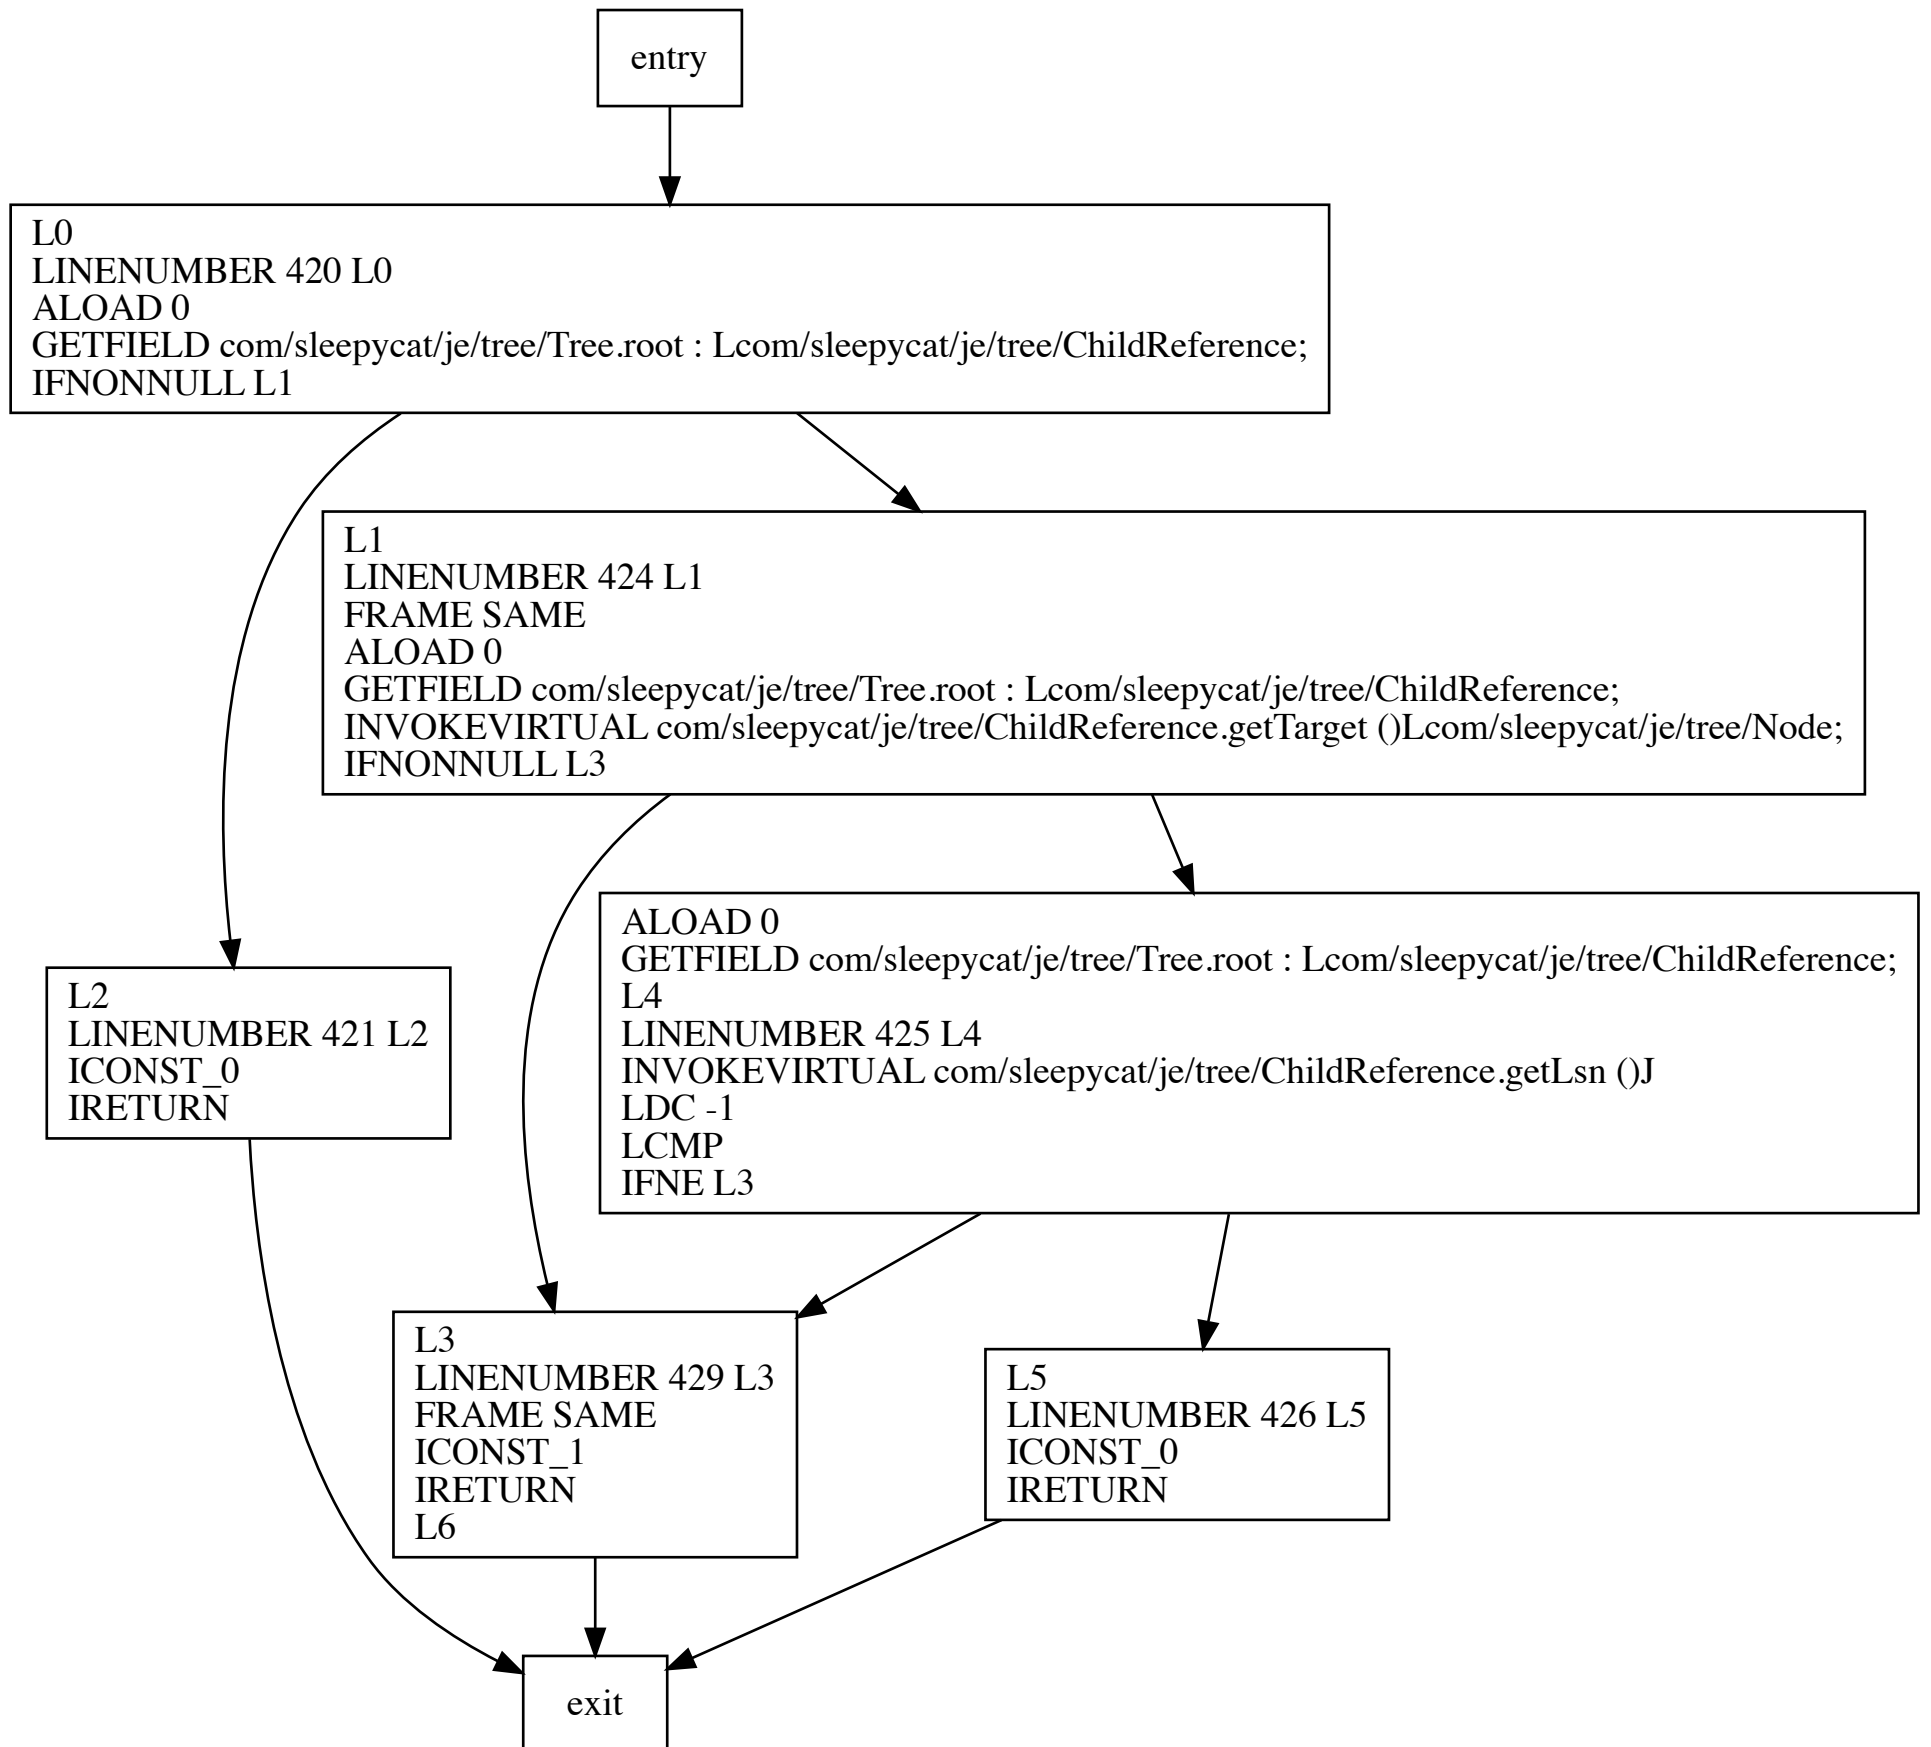 entry
L0
LINENUMBER 420 L0
ALOAD 0
GETFIELD com/sleepycat/je/tree/Tree.root : Lcom/sleepycat/je/tree/ChildReference;
IFNONNULL L1
L1
LINENUMBER 424 L1
FRAME SAME
ALOAD 0
GETFIELD com/sleepycat/je/tree/Tree.root : Lcom/sleepycat/je/tree/ChildReference;
INVOKEVIRTUAL com/sleepycat/je/tree/ChildReference.getTarget ()Lcom/sleepycat/je/tree/Node;
IFNONNULL L3
ALOAD 0
GETFIELD com/sleepycat/je/tree/Tree.root : Lcom/sleepycat/je/tree/ChildReference;
L4
LINENUMBER 425 L4
INVOKEVIRTUAL com/sleepycat/je/tree/ChildReference.getLsn ()J
LDC -1
LCMP
IFNE L3
L2
LINENUMBER 421 L2
ICONST_0
IRETURN
L3
LINENUMBER 429 L3
FRAME SAME
ICONST_1
IRETURN
L6
L5
LINENUMBER 426 L5
ICONST_0
IRETURN
exit